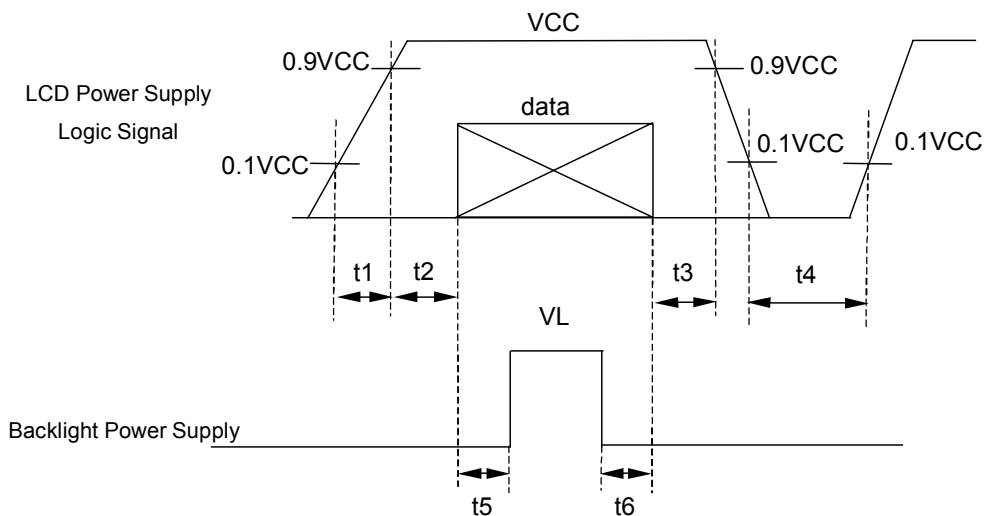 VCC
0.9VCC
0.9VCC
LCD Power Supply
Logic Signal
data
0.1VCC
0.1VCC
0.1VCC
t1
t2
t3
t4
VL
Backlight Power Supply
t5
t6